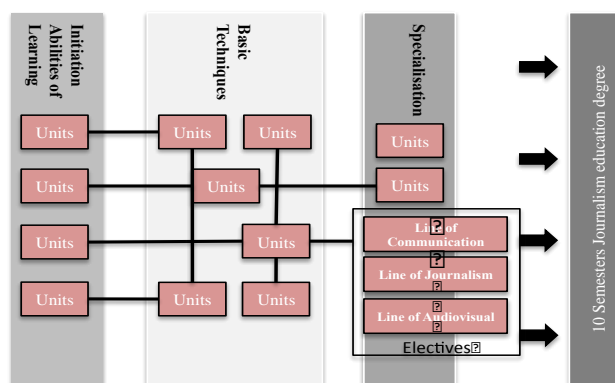 Initiation
Abilities of
Learning
Basic
Techniques
Specialisation
10 Semesters Journalism education degree
Units
Units
Units
Units
Units
Units
Units
Units
Units
Units
Units
Units
Units
Line of
Communication
Line of Journalism
Line of Audiovisual
Electives